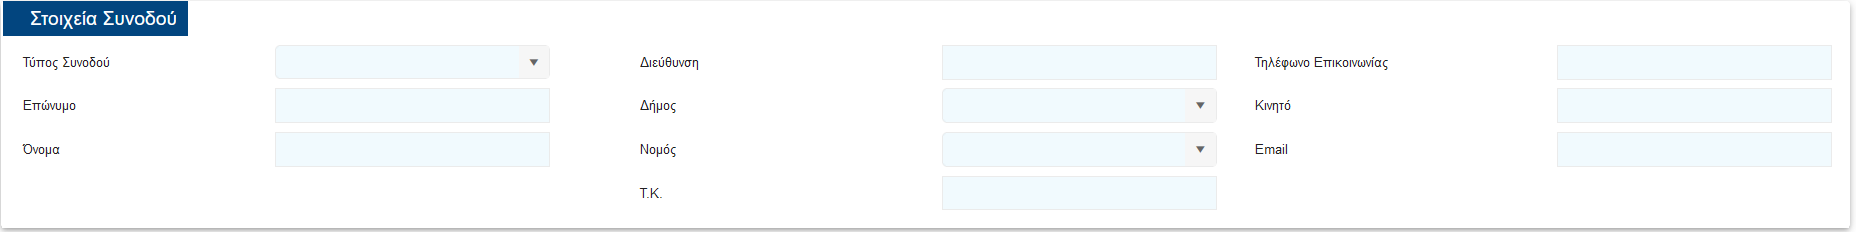 Στοιχεία Συνοδού
Τύπος Συνοδού
Διεύθυνση
Τηλέφωνο Επικοινωνίας
Επώνυμο
Δήμος
Κινητό
Όνομα
Νομός
Email
Τ.Κ.